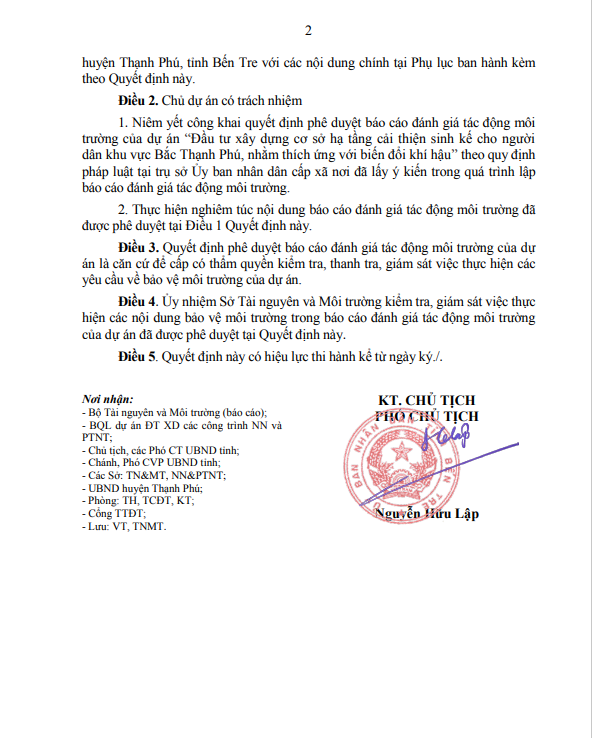 2
huyện Thạnh Phú, tỉnh Bến Tre với các nội dung chính tại Phụ lục ban hành kèm
theo Quyết định này.
Điều 2. Chủ dự án có trách nhiệm
1. Niêm yết công khai quyết định phê duyệt báo cáo đánh giá tác động môi
trường của dự án “Đầu tư xây dựng cơ sở hạ tầng cải thiện sinh kế cho người
dân khu vực Bắc Thạnh Phú, nhằm thích ứng với biến đổi khí hậu” theo quy định
pháp luật tại trụ sở Ủy ban nhân dân cấp xã nơi đã lấy ý kiến trong quá trình lập
báo cáo đánh giá tác động môi trường.
2. Thực hiện nghiêm túc nội dung báo cáo đánh giá tác động môi trường đã
được phê duyệt tại Điều 1 Quyết định này.
Điều 3. Quyết định phê duyệt báo cáo đánh giá tác động môi trường của dự
án là căn cứ để cấp có thẩm quyền kiểm tra, thanh tra, giám sát việc thực hiện các
yêu cầu về bảo vệ môi trường của dự án.
Điều 4. Ủy nhiệm Sở Tài nguyên và Môi trường kiểm tra, giám sát việc thực
hiện các nội dung bảo vệ môi trường trong báo cáo đánh giá tác động môi trường
của dự án đã được phê duyệt tại Quyết định này.
Điều 5. Quyết định này có hiệu lực thi hành kể từ ngày ký./.
Nơi nhận:
- Bộ Tài nguyên và Môi trường (báo cáo);
- BQL dự án ĐT XD các công trình NN và
PTNT;
- Chủ tịch, các Phó CT UBND tỉnh;
- Chánh, Phó CVP UBND tỉnh;
- Các Sở: TN&MT, NN&PTNT;
- UBND huyện Thạnh Phú;
- Phòng: TH, TCĐT, KT;
- Cổng TTĐT;
- Lưu: VT, TNMT.
KT. CHỦ TỊCH
PHÓ CHỦ TỊCH
BAN NHÂN DÂN TỈNH BẾN TRE
Nguyễn Hữu Lập